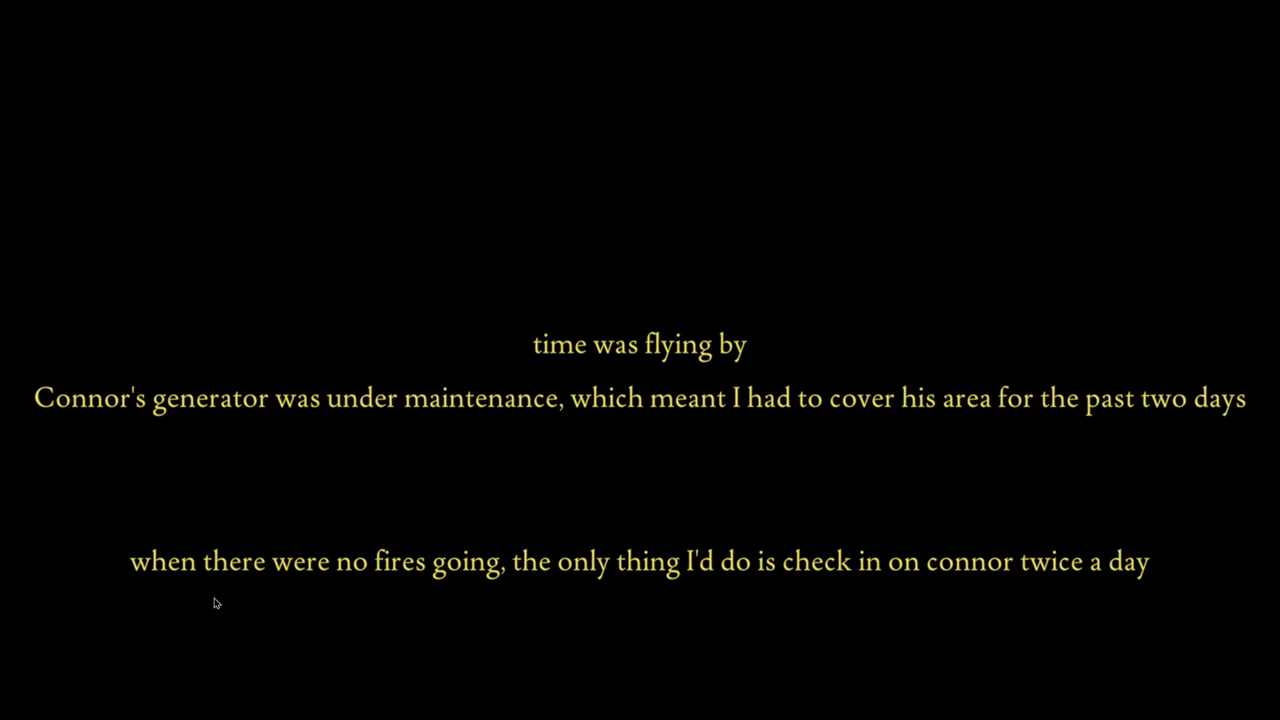 time was flying by
Connor's generator was under maintenance, which meant I had to cover his area for the past two days
when there were no fires going, the only thing I'd do is check in on connor twice a day